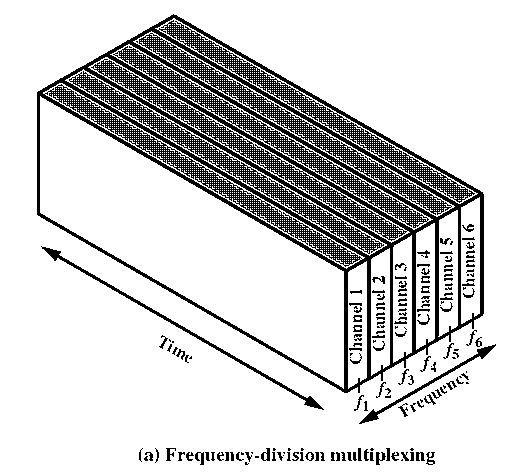 Channel 1
Channel 2
Channel 3
Channel 4
Channel 5
Channel 6
f1
f2
f3
f4
f5
f6
Time
Frequency
(a) Frequency-division multiplexing